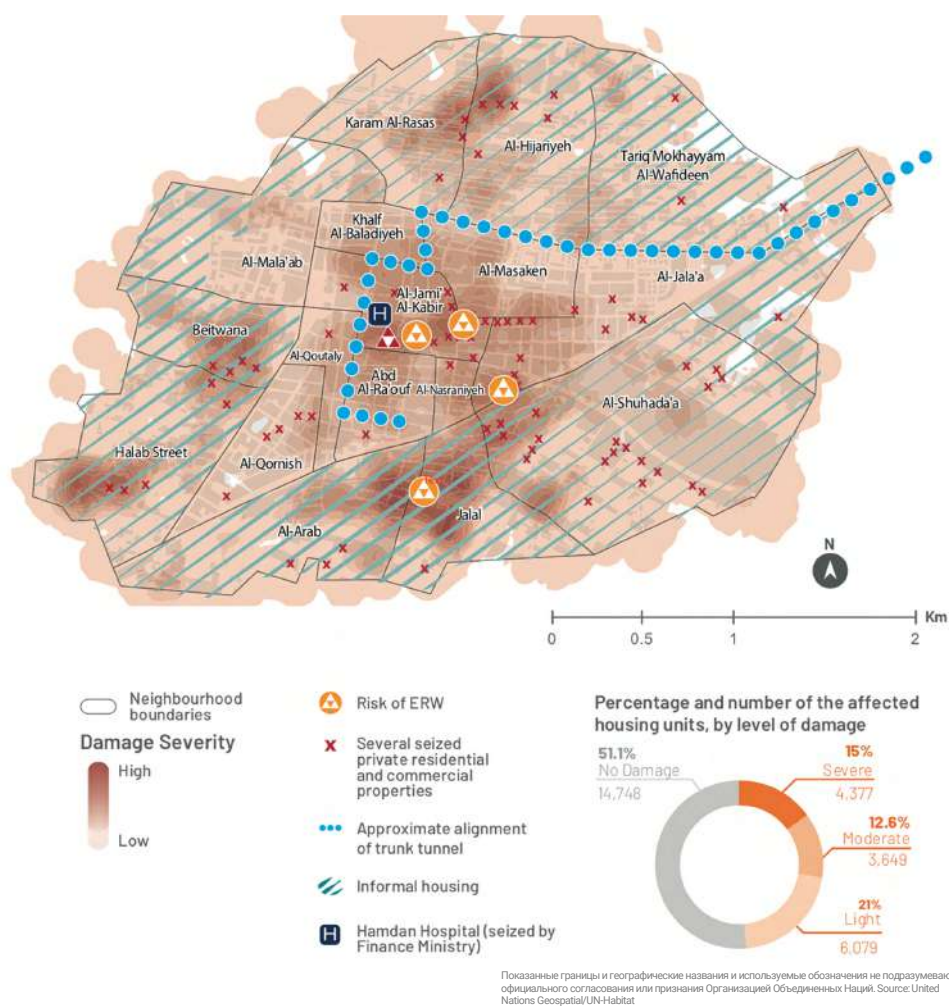 Karam Al-Rasas
Al-Hijariyeh
Tariq Mokhayyam
Al-Wafideen
Khalf
Al-Baladiyeh
Al-Mala'ab
Al-Masaken
Al-Jala'a
Al-Jami'
Al-Kabir
H
Beitwana
Al-Qoutaly
Abd
Al-Ra'ouf
Al-Nasraniyeh
Al-Shuhada'a
Halab Street
Al-Qornish
Al-Arab
Jalal
N
Km
0
0.5
1
2
Neighbourhood
boundaries
Damage Severity
High
Low
Risk of ERW
x
Several seized
private residential
and commercial
properties
Approximate alignment
of trunk tunnel
Informal housing
H
Hamdan Hospital (seized by
Finance Ministry)
Percentage and number of the affected
housing units, by level of damage
51.1%
No Damage
14,748
15%
Severe
4,377
12.6%
Moderate
3,649
21%
Light
6,079
Показанные границы и географические названия и используемые обозначения не подразумеваю
официального согласования или признания Организацией Объединенных Наций. Source: United
Nations Geospatial/UN-Habitat